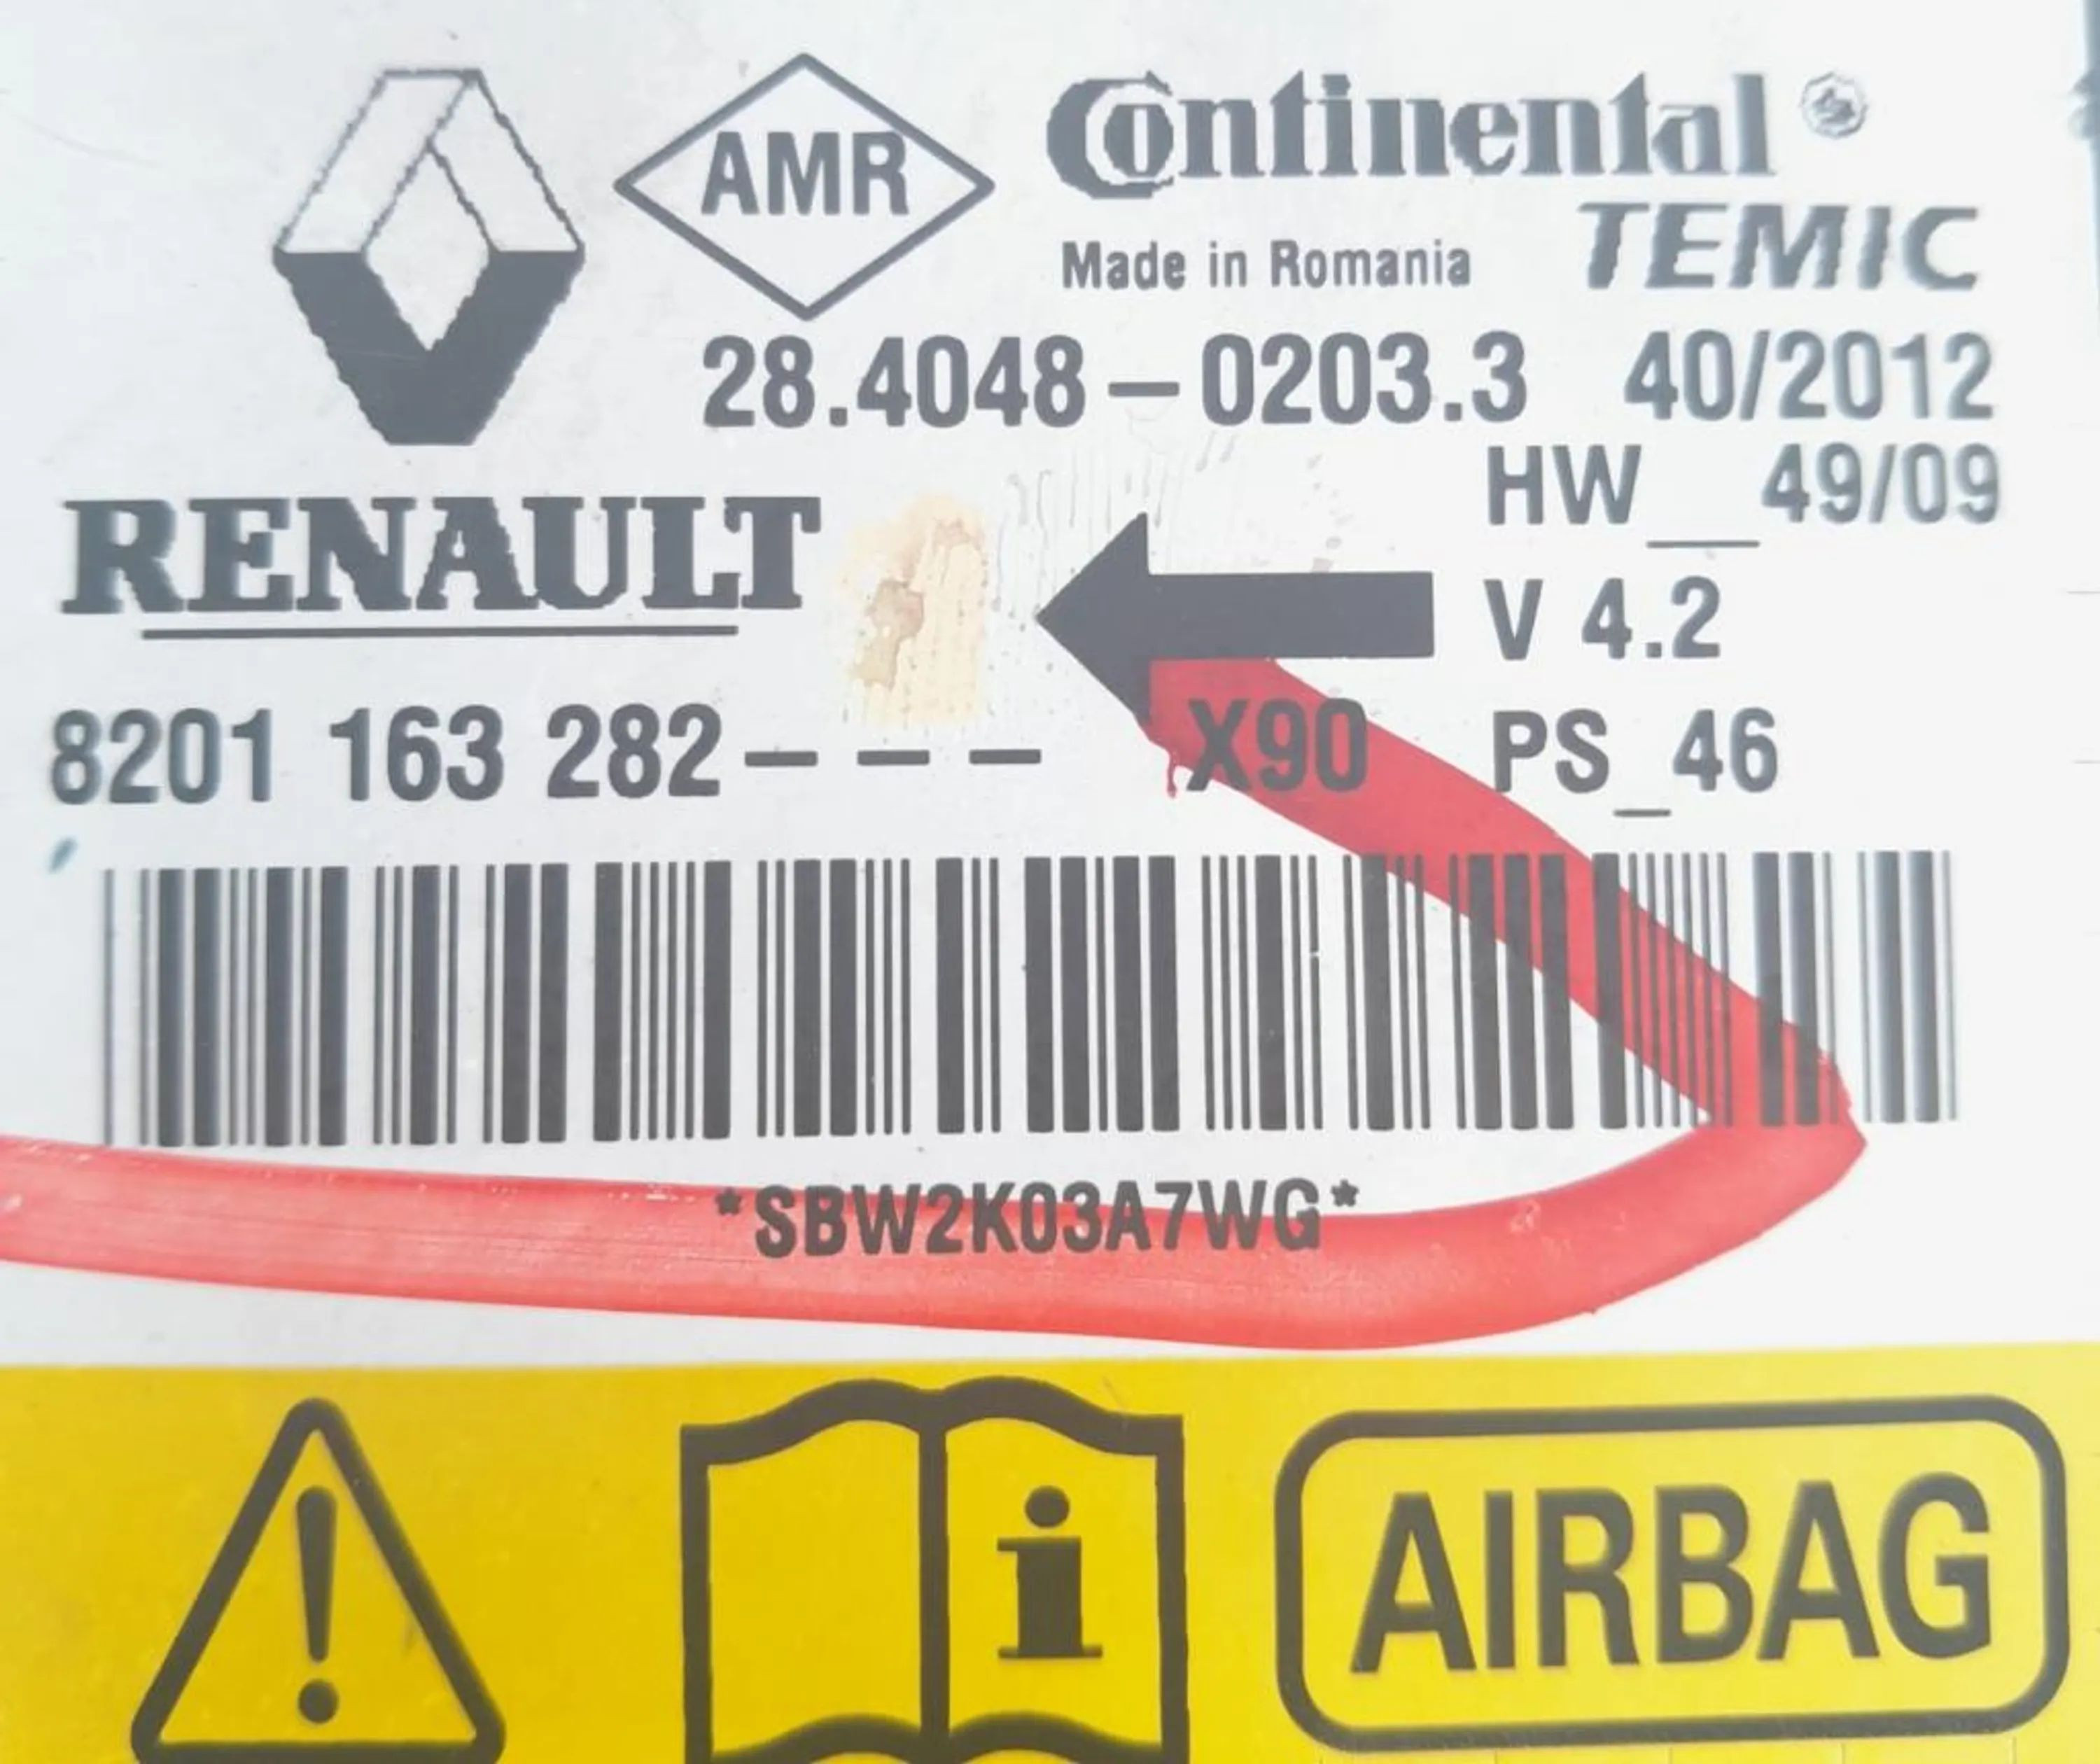 AMR
Continental
TEMIC
Made in Romania
28.4048-0203.3 40/2012
HW__49/09
RENAULT
V 4.2
8201 163 282--- X90 PS_46
*SBW2K03A7WG*
i
AIRBAG